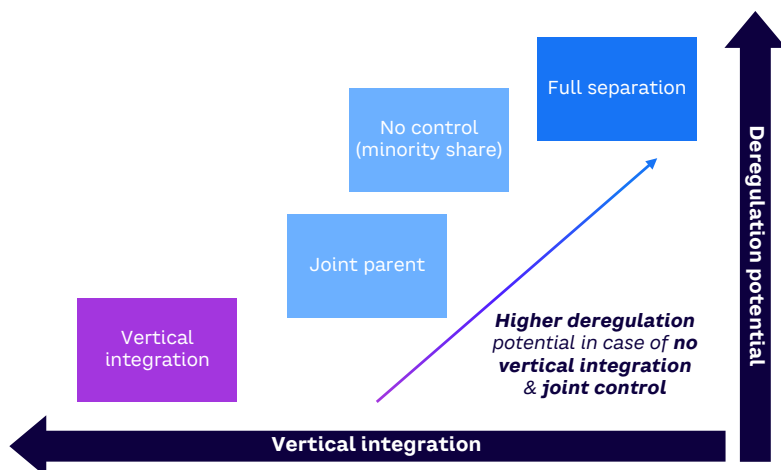 Full separation
No control
(minority share)
Joint parent
Vertical
integration
Higher deregulation
potential in case of no
vertical integration
& joint control
Deregulation potential
Vertical integration